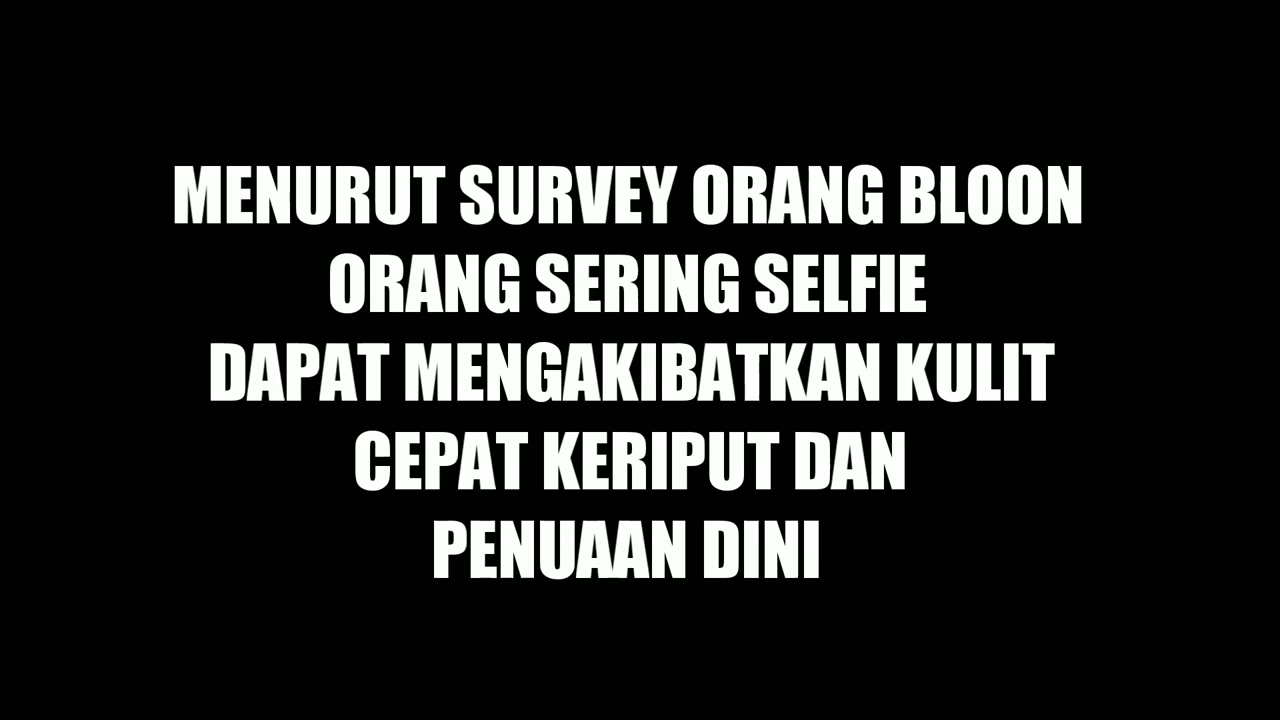 MENURUT SURVEY ORANG BLOON
ORANG SERING SELFIE
DAPAT MENGAKIBATKAN KULIT
CEPAT KERIPUT DAN
PENUAAN DINI